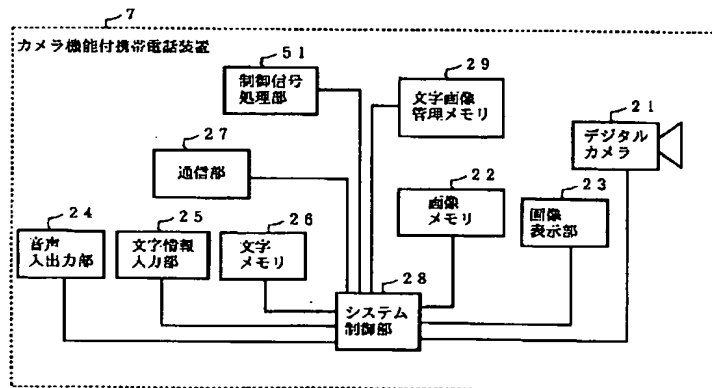 7
カメラ機能付携帯電話装置
51
制御信号
処理部
29
文字画像
管理メモリ
21
デジタル
カメラ
27
通信部
22
画像
メモリ
23
画像
表示部
24
音声
入出力部
25
文字情報
入力部
26
文字
メモリ
28
システム
制御部